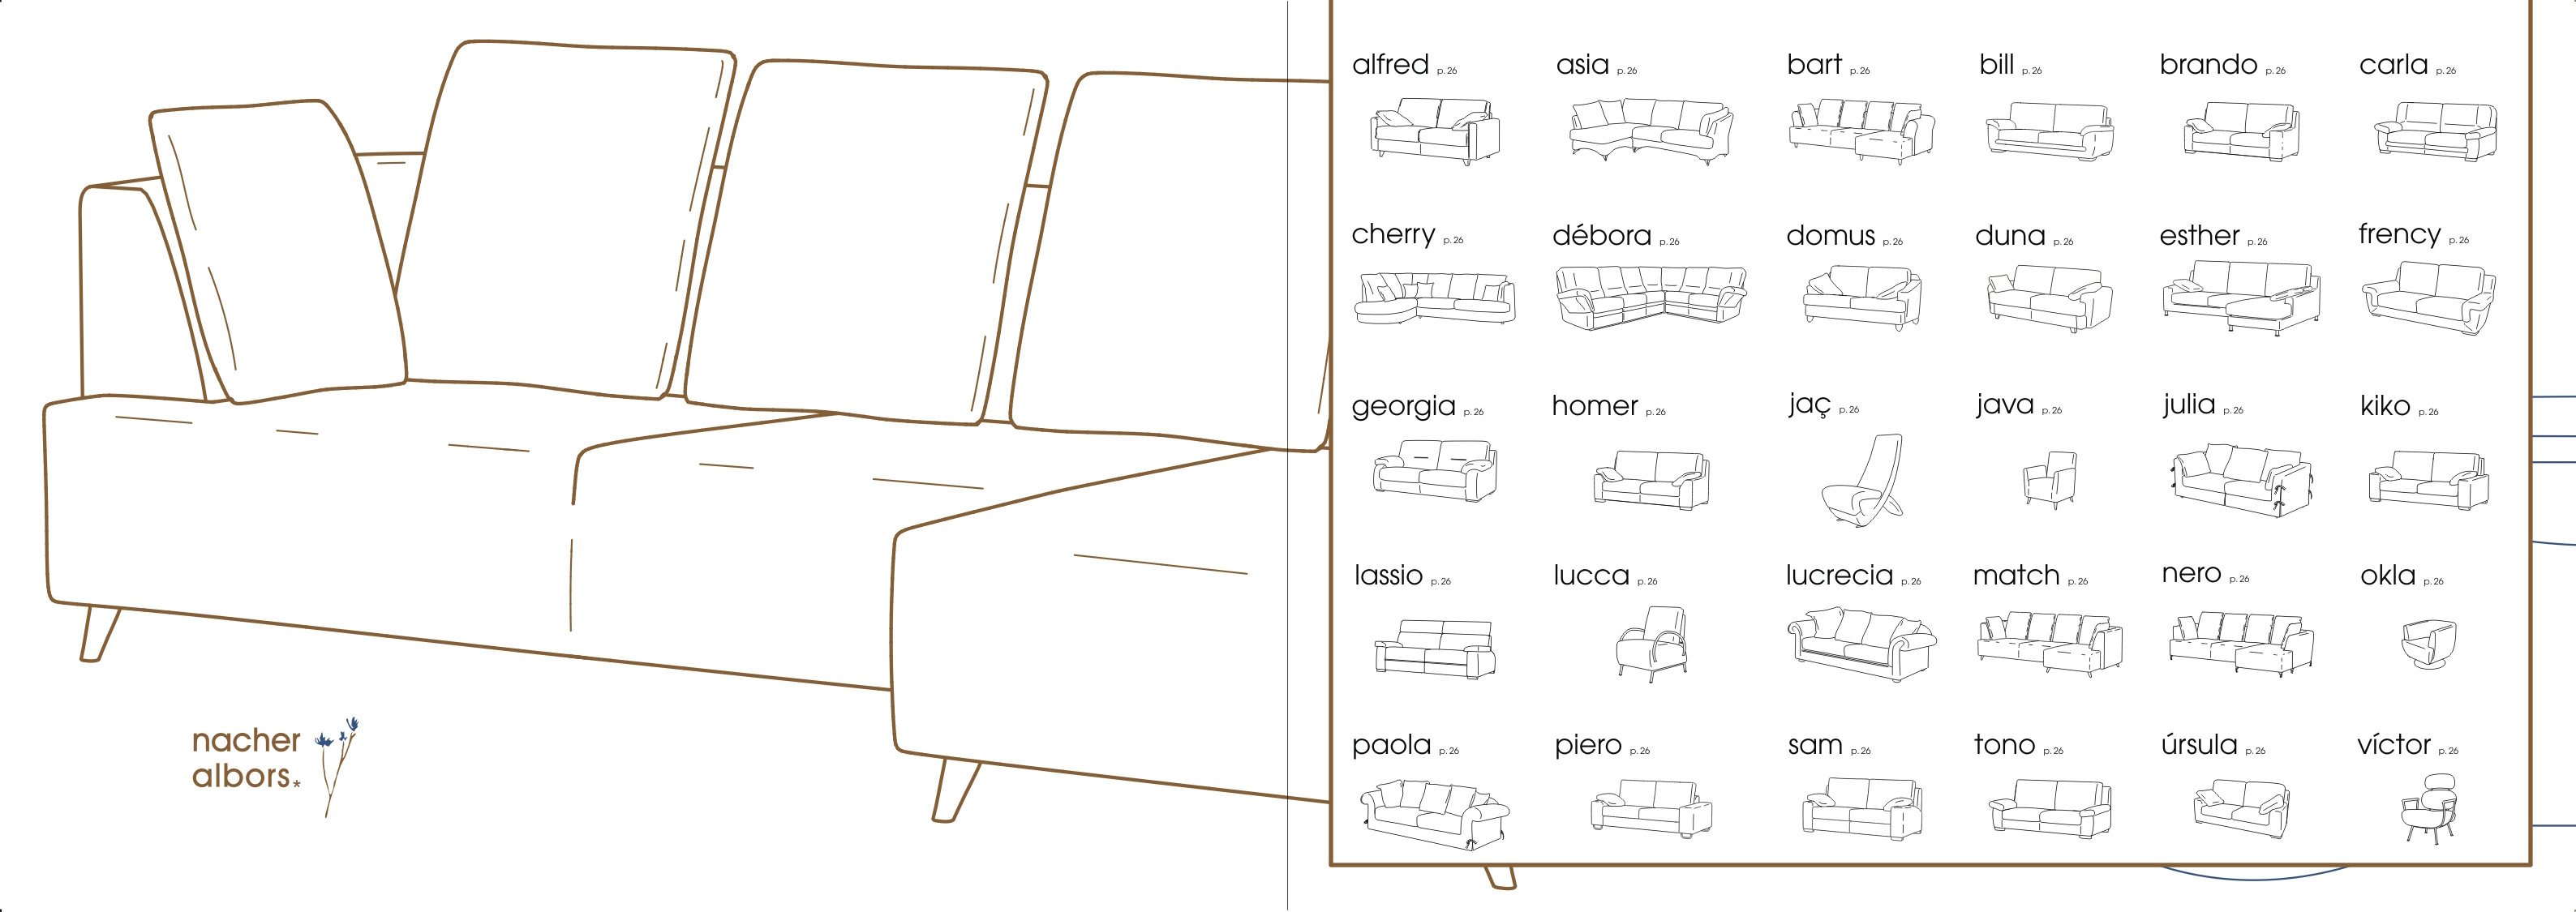 alfred p.26 asia p.26 bart p.26 bill p.26 brando p.26 carla p.26
cherry p.26 débora p.26 domus p.26 duna p.26 esther p.26 frency p.26
georgia p.26 homer p.26 jaç p.26 java p.26 julia p.26 kiko p.26
lassio p.26 lucca p.26 lucrecia p.26 match p.26 nero p.26 okla p.26
paola p.26 piero p.26 sam p.26 tono p.26 úrsula p.26 víctor p.26
nacher
albors*